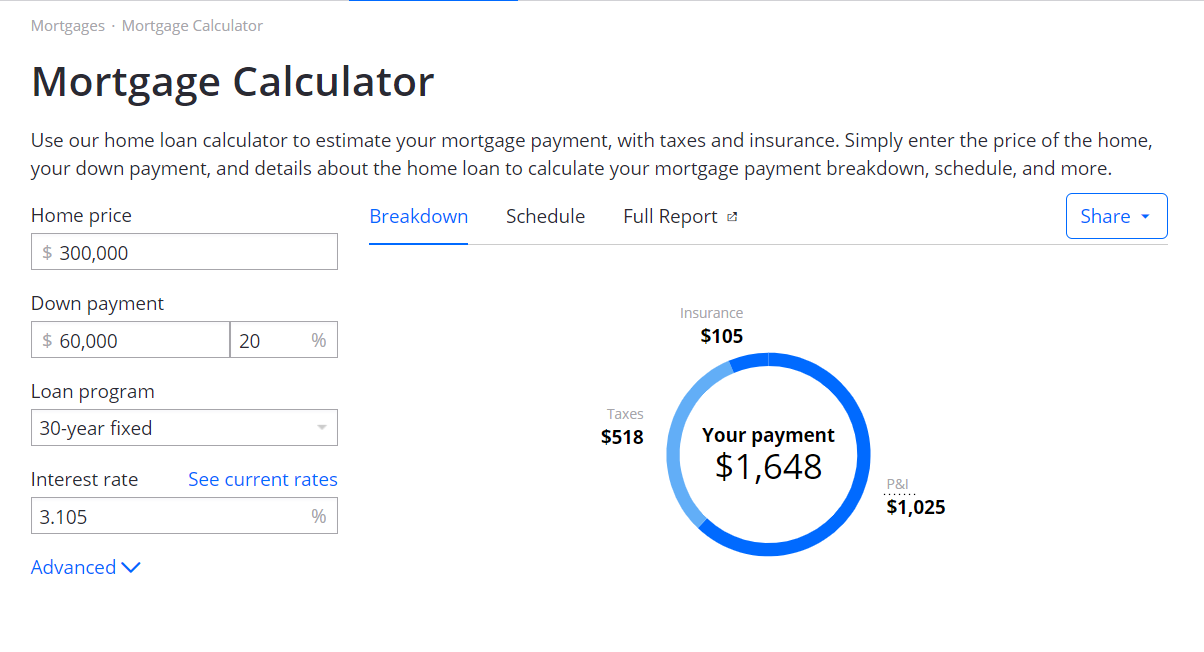 Mortgages · Mortgage Calculator
Mortgage Calculator
Use our home loan calculator to estimate your mortgage payment, with taxes and insurance. Simply enter the price of the home,
your down payment, and details about the home loan to calculate your mortgage payment breakdown, schedule, and more.
Home price
$ 300,000
Down payment
$ 60,000 20 %
Loan program
30-year fixed
Interest rate See current rates
3.105 %
Advanced
Breakdown Schedule Full Report Share
Insurance
$105
Taxes
$518
Your payment
$1,648
P&I
$1,025